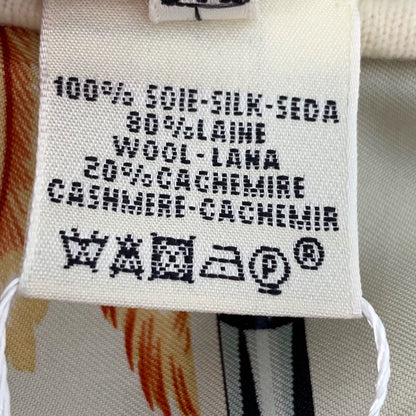 100% SOIE-SILK-SEDA
80%LAINE
WOOL-LANA
20%CACHEMIRE
CASHMERE-CACHEMIR
P ®